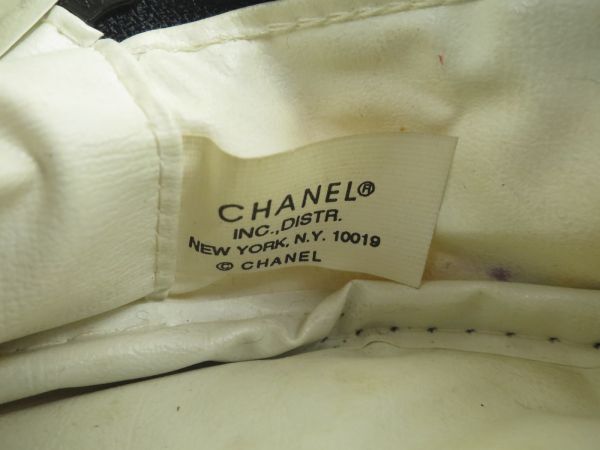 CHANEL®
INC.,DISTR.
NEW YORK, N.Y. 10019
© CHANEL